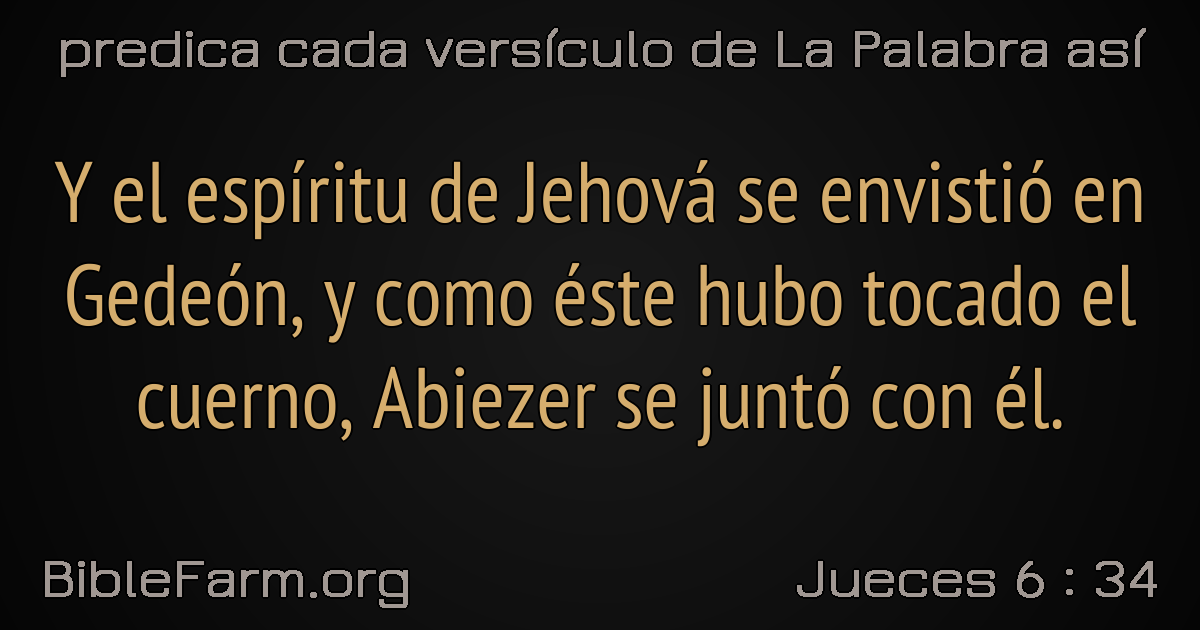 predica cada versículo de La Palabra así
Y el espíritu de Jehová se envistió en
Gedeón, y como éste hubo tocado el
cuerno, Abiezer se juntó con él.
BibleFarm.org
Jueces 6 : 34